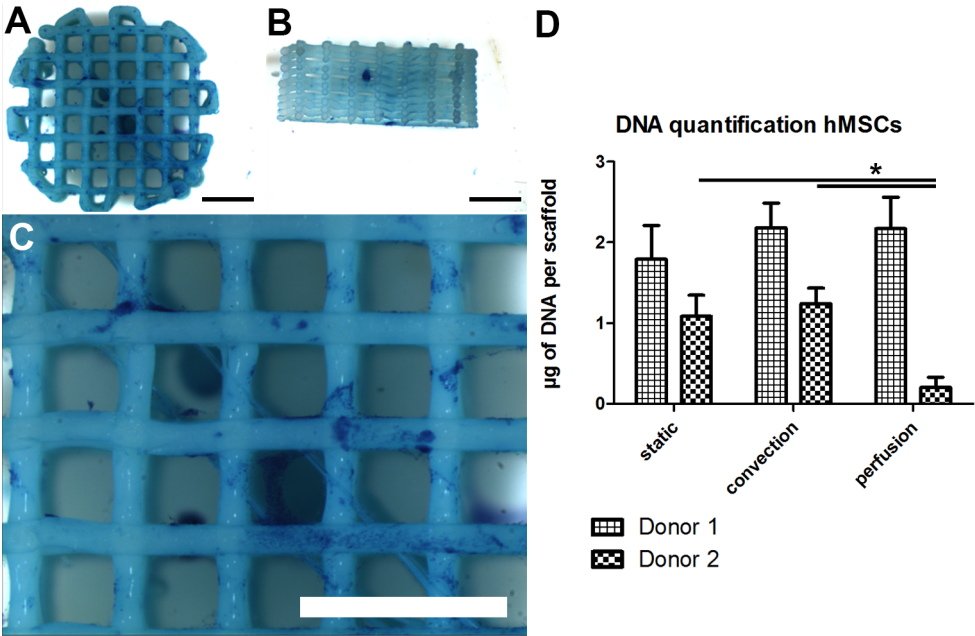 A
B
C
D
DNA quantification hMSCs
µg of DNA per scaffold
3
2
1
0
*
static
convection
perfusion
Donor 1
Donor 2